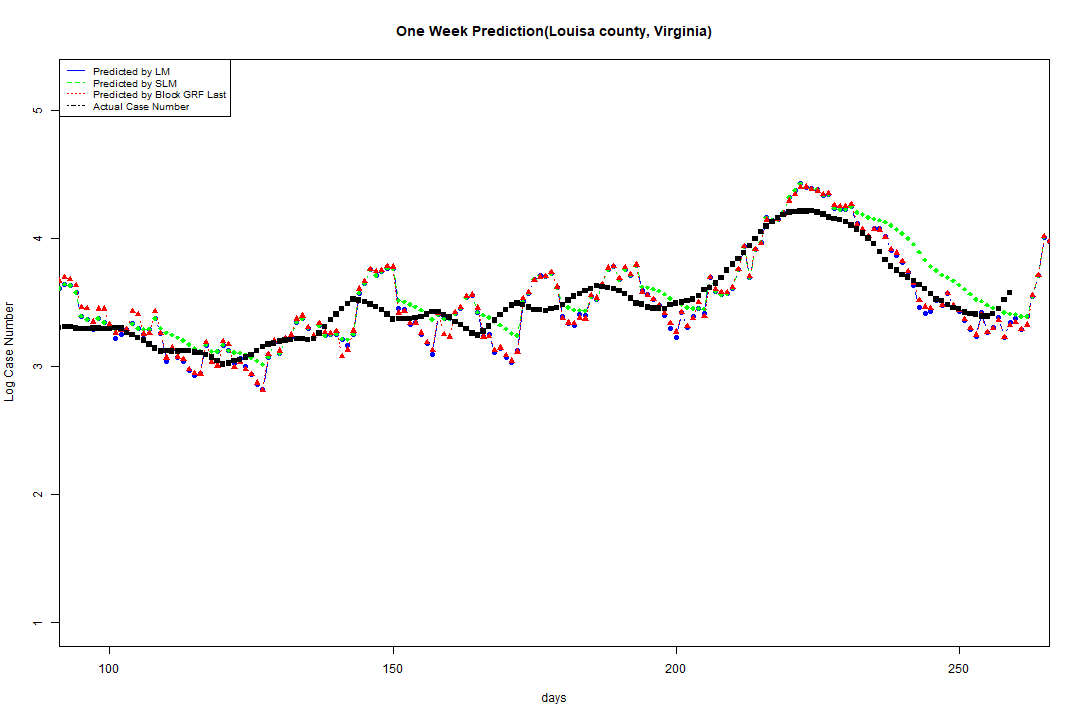 One Week Prediction(Louisa county, Virginia)
Predicted by LM
Predicted by SLM
Predicted by Block GRF Last
Actual Case Number
5
4
3
2
1
Log Case Number
100 150 200 250
days